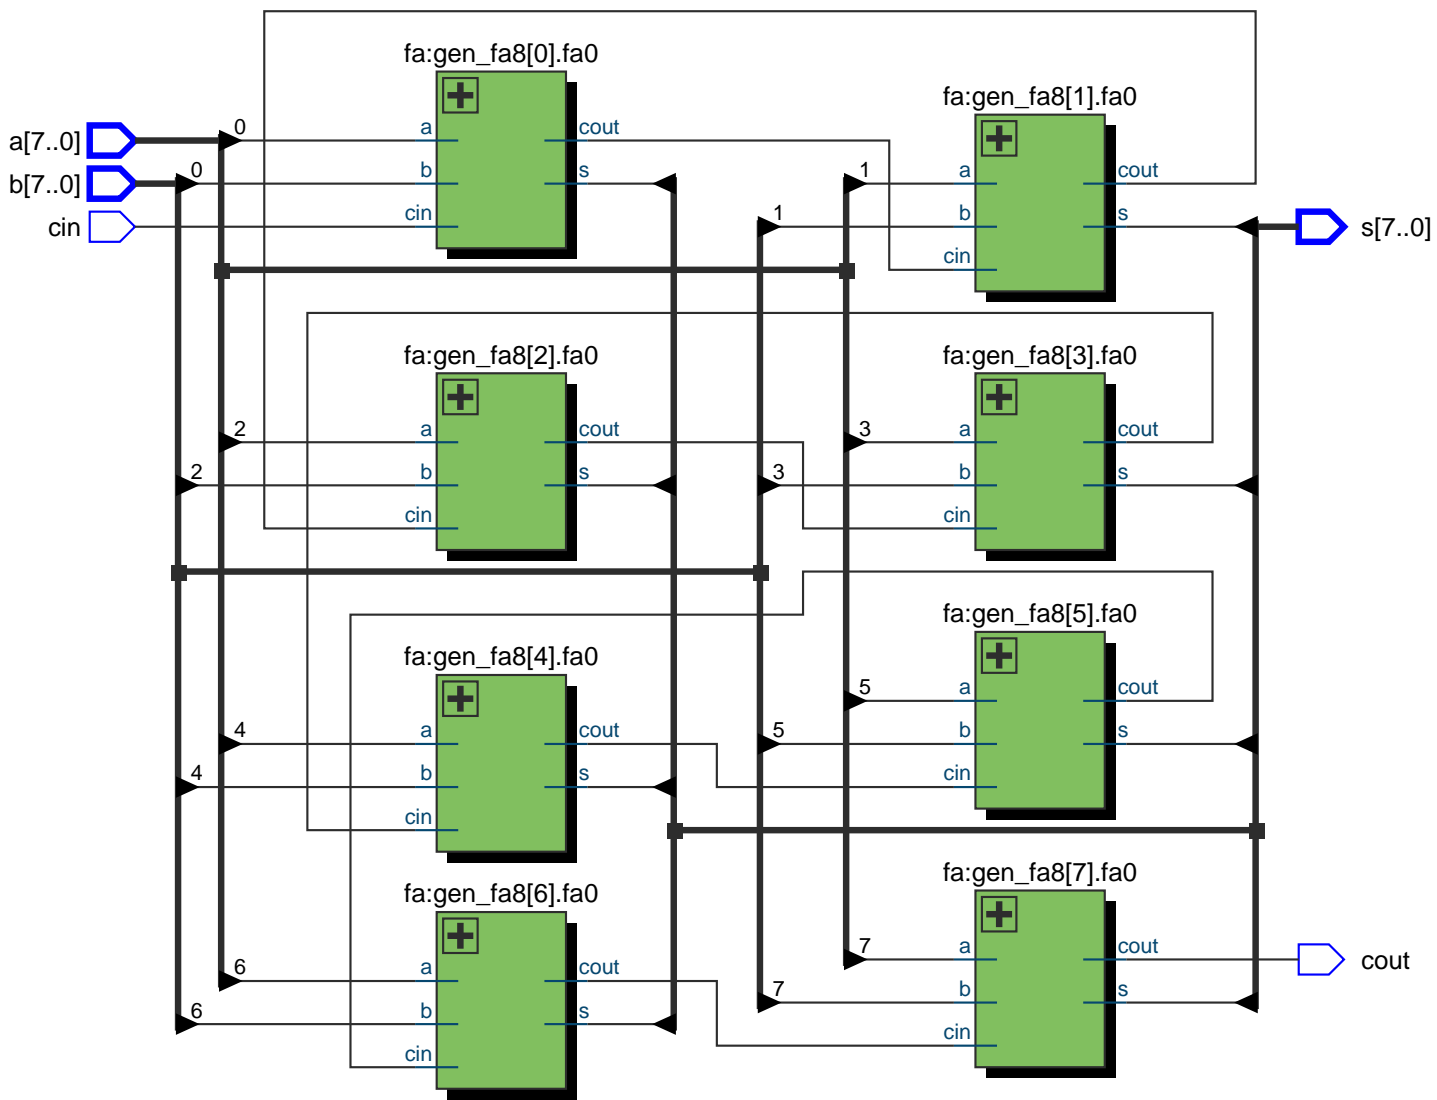 fa:gen_fa8[0].fa0
fa:gen_fa8[1].fa0
a[7..0]
0
a
cout
b[7..0]
0
b
s
1
a
cout
cin
cin
1
b
s
s[7..0]
cin
fa:gen_fa8[2].fa0
fa:gen_fa8[3].fa0
2
a
cout
3
a
cout
2
b
s
3
b
s
cin
cin
fa:gen_fa8[5].fa0
fa:gen_fa8[4].fa0
5
a
cout
4
a
cout
5
b
s
4
b
s
cin
cin
fa:gen_fa8[7].fa0
fa:gen_fa8[6].fa0
7
a
cout
cout
6
a
cout
7
b
s
6
b
s
cin
cin